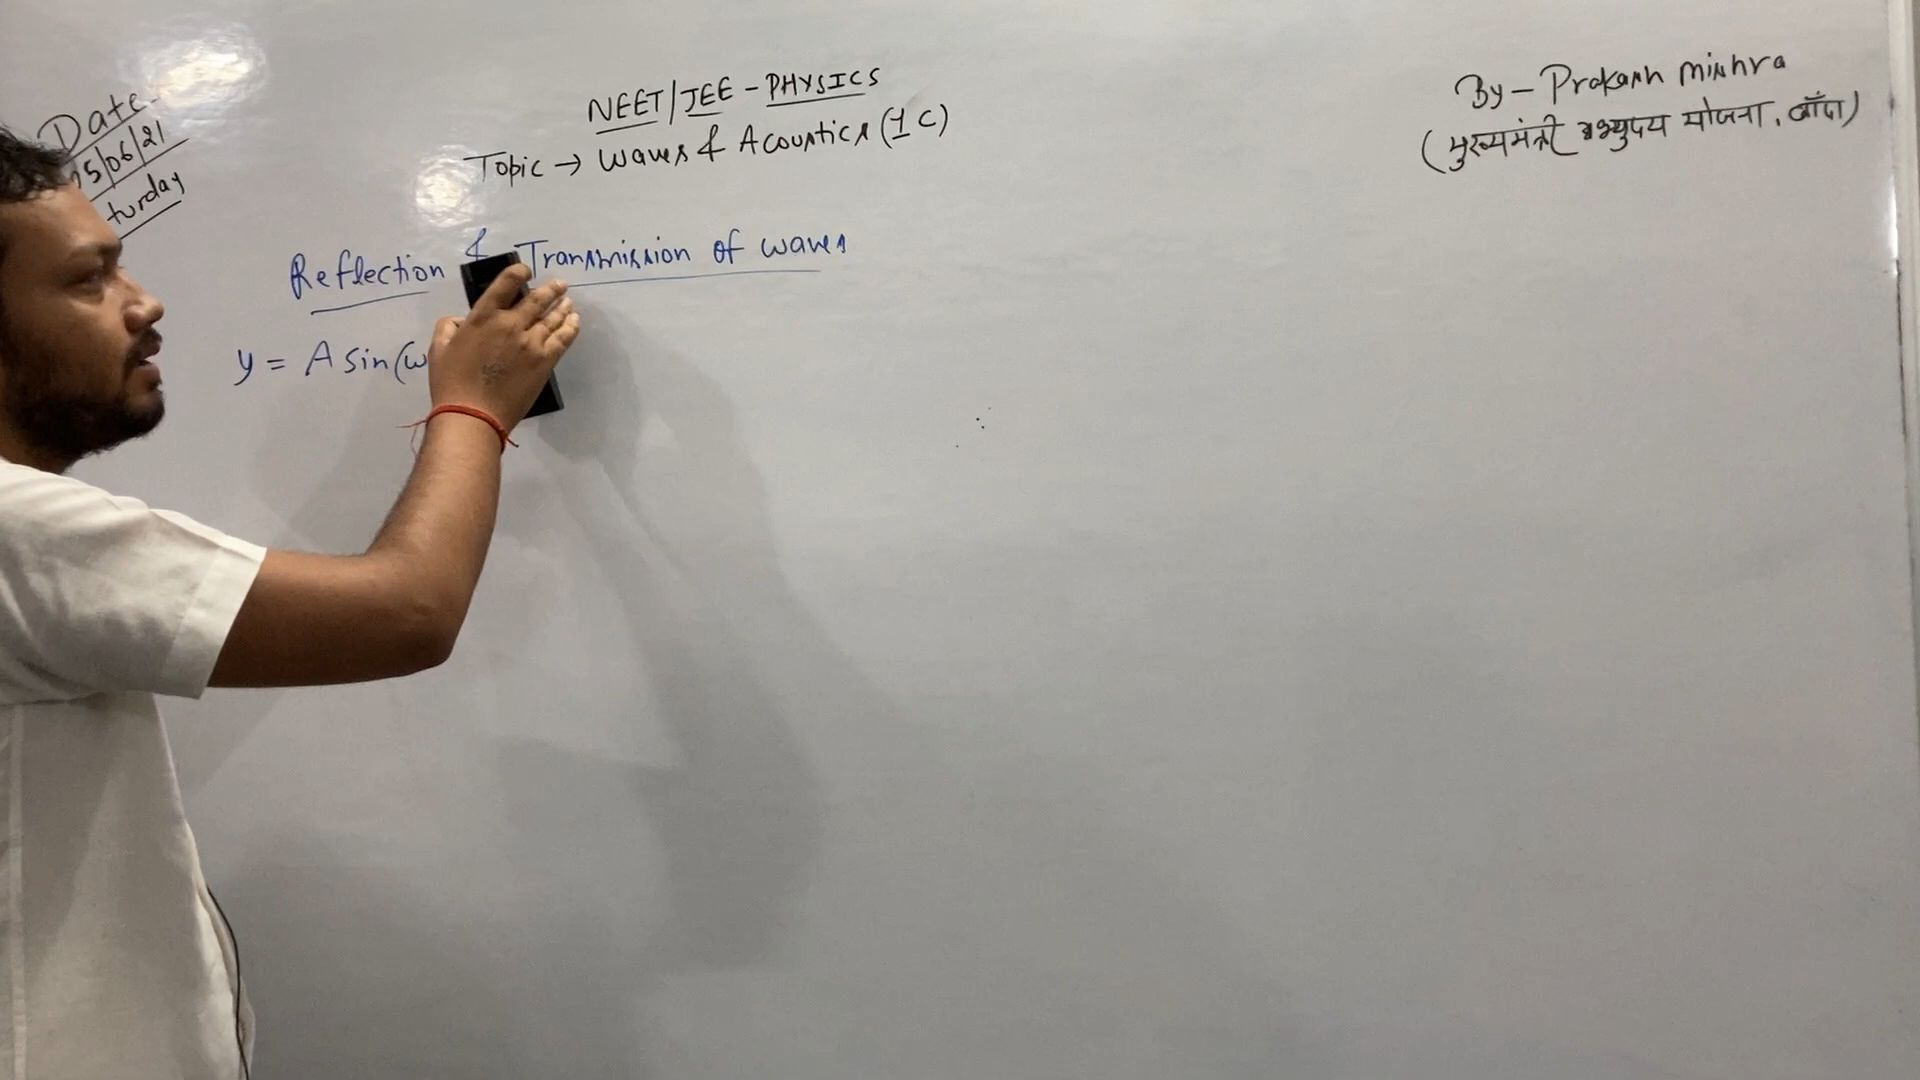 Date-
5/06/21
turday
NEET/JEE - PHYSICS
Topic → Waves & Acoustics (1C)
By - Prakash Mishra
(मुख्यमंत्री अभ्युदय योजना, बाँदा)
Reflection & Transmission of waves
y = A sin(ω